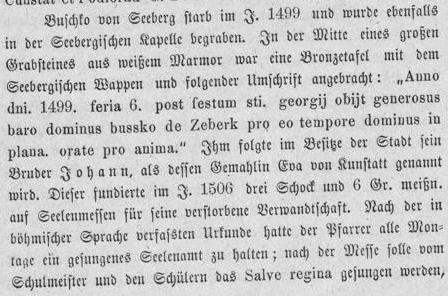 Buschko von Seeberg starb im J. 1499 und wurde ebenfalls
in der Seebergischen Kapelle begraben. In der Mitte eines großen
Grabsteines aus weißem Marmor war eine Bronzetafel mit dem
Seebergischen Wappen und folgender Umschrift angebracht: „Anno
dni. 1499. feria 6. post festum sti. georgij obijt generosus
baro dominus bussko de Zeberk pro eo tempore dominus in
plana. orate pro anima.“ Ihm folgte im Besitze der Stadt sein
Bruder Johann, als dessen Gemahlin Eva von Kunstatt genannt
wird. Dieser fundierte im J. 1506 drei Schock und 6 Gr. meißn.
auf Seelenmessen für seine verstorbene Verwandtschaft. Nach der in
böhmischer Sprache verfaßten Urkunde hatte der Pfarrer alle Mon-
tage ein gesungenes Seelenamt zu halten; nach der Messe solle vom
Schulmeister und den Schülern das Salve regina gesungen werden,